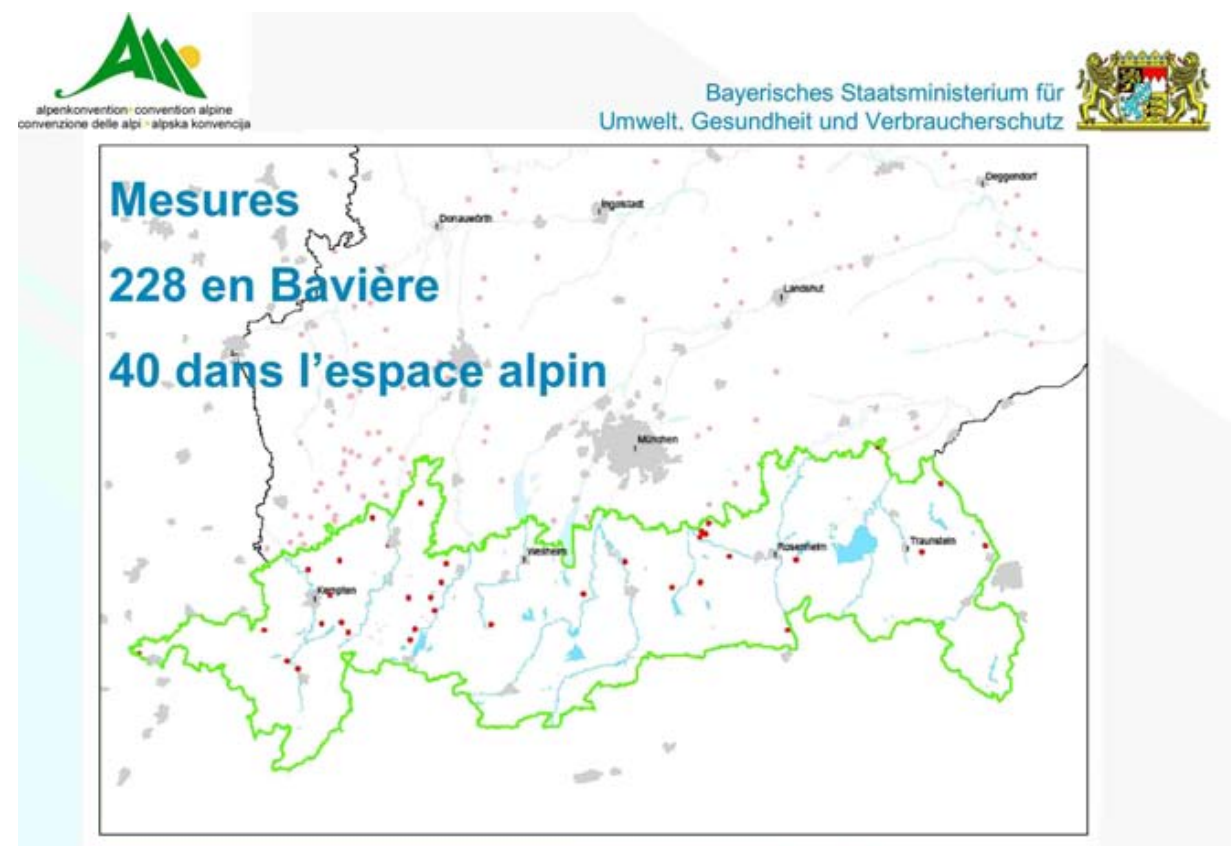 alpenkonvention•convention alpine
convenzione delle alpi•alpska konvencija
Bayerisches Staatsministerium für
Umwelt, Gesundheit und Verbraucherschutz
Mesures
228 en Bavière
40 dans l'espace alpin
Deggendorf
Ingolstadt
Donauwörth
Landshut
München
Weilheim
Rosenheim
Traunstein
Kempten